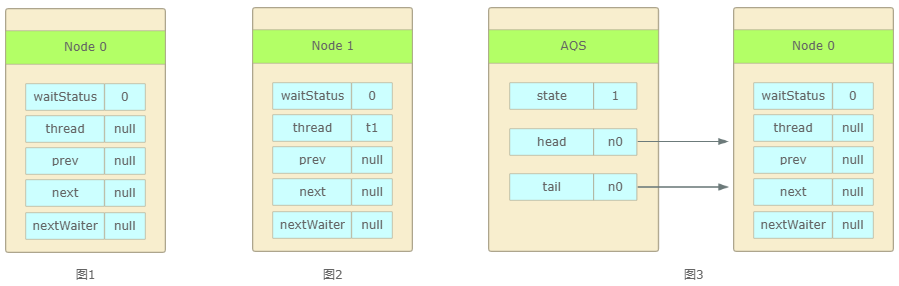 Node 0
waitStatus 0
thread null
prev null
next null
nextWaiter null
图1
Node 1
waitStatus 0
thread t1
prev null
next null
nextWaiter null
图2
AQS
state 1
head n0
tail n0
Node 0
waitStatus 0
thread null
prev null
next null
nextWaiter null
图3